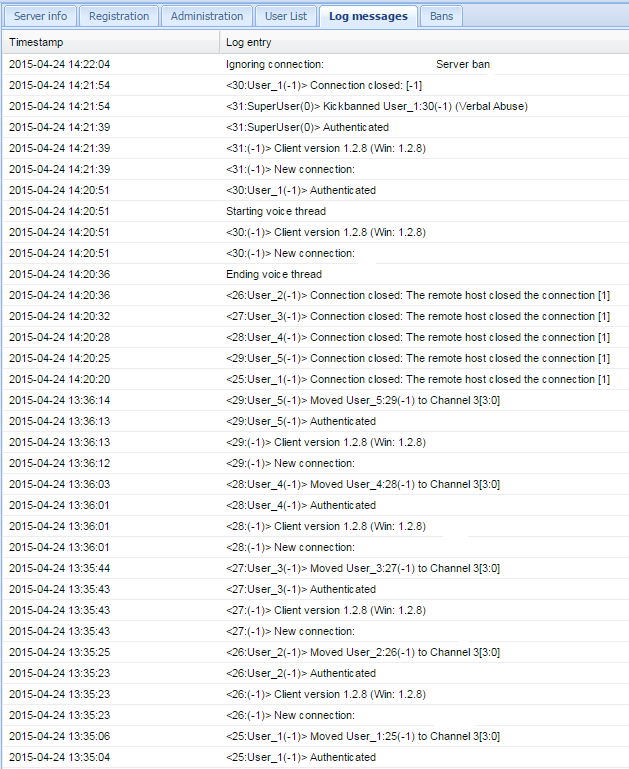 Server info Registration Administration User List Log messages Bans
Timestamp Log entry
2015-04-24 14:22:04 Ignoring connection: Server ban
2015-04-24 14:21:54 <30:User_1(-1)> Connection closed: [-1]
2015-04-24 14:21:54 <31:SuperUser(0)> Kickbanned User_1:30(-1) (Verbal Abuse)
2015-04-24 14:21:39 <31:SuperUser(0)> Authenticated
2015-04-24 14:21:39 <31:(-1)> Client version 1.2.8 (Win: 1.2.8)
2015-04-24 14:21:39 <31:(-1)> New connection:
2015-04-24 14:20:51 <30:User_1(-1)> Authenticated
2015-04-24 14:20:51 Starting voice thread
2015-04-24 14:20:51 <30:(-1)> Client version 1.2.8 (Win: 1.2.8)
2015-04-24 14:20:51 <30:(-1)> New connection:
2015-04-24 14:20:36 Ending voice thread
2015-04-24 14:20:36 <26:User_2(-1)> Connection closed: The remote host closed the connection [1]
2015-04-24 14:20:32 <27:User_3(-1)> Connection closed: The remote host closed the connection [1]
2015-04-24 14:20:28 <28:User_4(-1)> Connection closed: The remote host closed the connection [1]
2015-04-24 14:20:25 <29:User_5(-1)> Connection closed: The remote host closed the connection [1]
2015-04-24 14:20:20 <25:User_1(-1)> Connection closed: The remote host closed the connection [1]
2015-04-24 13:36:14 <29:User_5(-1)> Moved User_5:29(-1) to Channel 3[3:0]
2015-04-24 13:36:13 <29:User_5(-1)> Authenticated
2015-04-24 13:36:13 <29:(-1)> Client version 1.2.8 (Win: 1.2.8)
2015-04-24 13:36:12 <29:(-1)> New connection:
2015-04-24 13:36:03 <28:User_4(-1)> Moved User_4:28(-1) to Channel 3[3:0]
2015-04-24 13:36:01 <28:User_4(-1)> Authenticated
2015-04-24 13:36:01 <28:(-1)> Client version 1.2.8 (Win: 1.2.8)
2015-04-24 13:36:01 <28:(-1)> New connection:
2015-04-24 13:35:44 <27:User_3(-1)> Moved User_3:27(-1) to Channel 3[3:0]
2015-04-24 13:35:43 <27:User_3(-1)> Authenticated
2015-04-24 13:35:43 <27:(-1)> Client version 1.2.8 (Win: 1.2.8)
2015-04-24 13:35:43 <27:(-1)> New connection:
2015-04-24 13:35:25 <26:User_2(-1)> Moved User_2:26(-1) to Channel 3[3:0]
2015-04-24 13:35:23 <26:User_2(-1)> Authenticated
2015-04-24 13:35:23 <26:(-1)> Client version 1.2.8 (Win: 1.2.8)
2015-04-24 13:35:23 <26:(-1)> New connection:
2015-04-24 13:35:06 <25:User_1(-1)> Moved User_1:25(-1) to Channel 3[3:0]
2015-04-24 13:35:04 <25:User_1(-1)> Authenticated